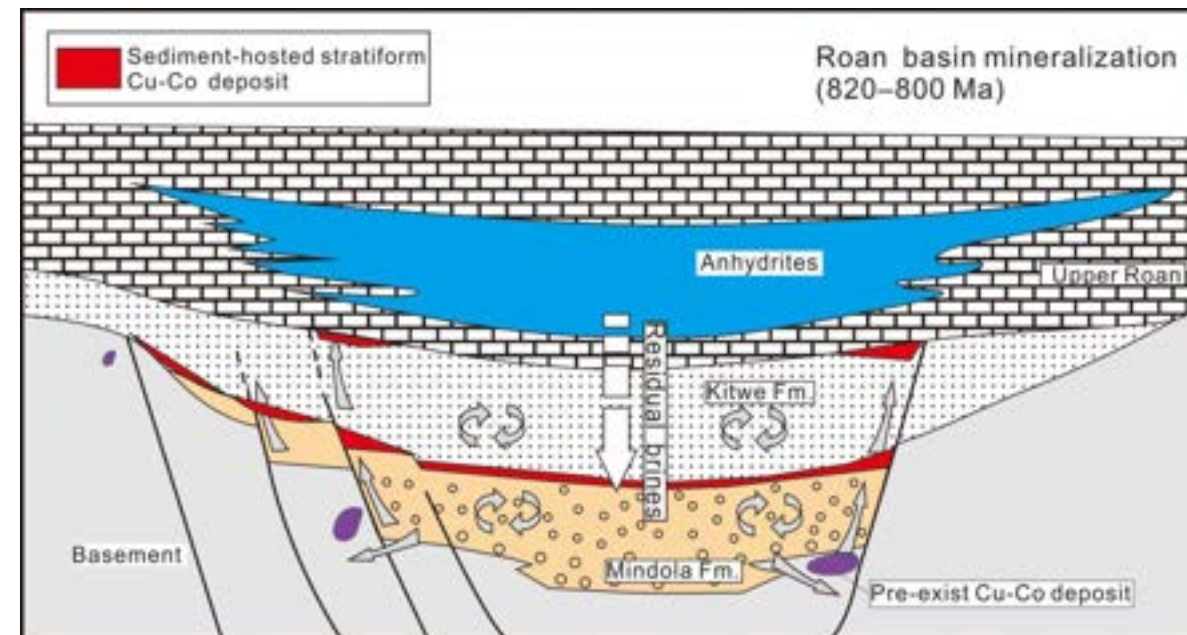 Sediment-hosted stratiform
Cu-Co deposit
Roan basin mineralization
(820–800 Ma)
Anhydrites
Upper Roan
Residual brines
Kitwe Fm.
Basement
Mindola Fm.
Pre-exist Cu-Co deposit